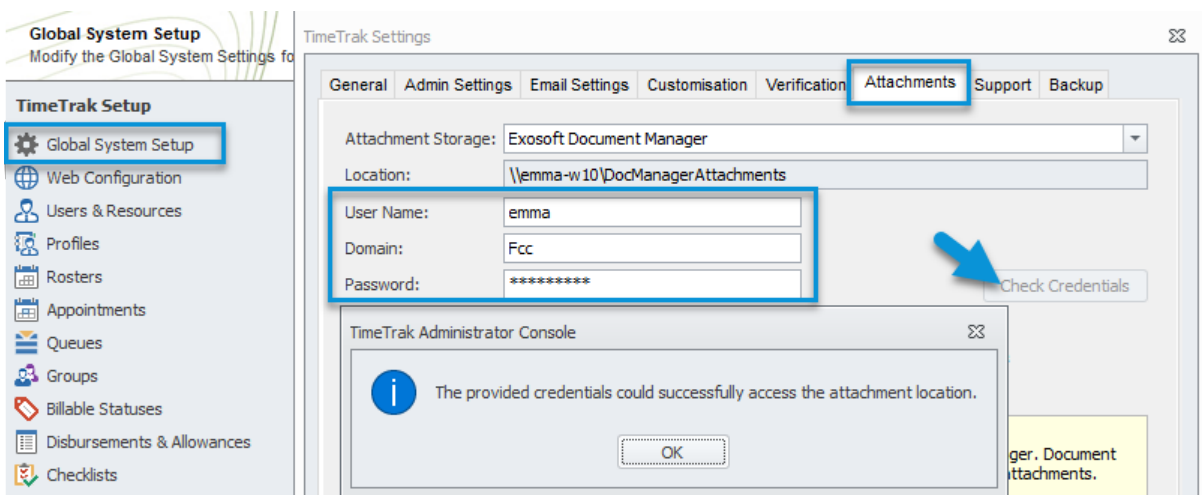 Global System Setup
Modify the Global System Settings fo
TimeTrak Setup
Global System Setup
Web Configuration
Users & Resources
Profiles
Rosters
Appointments
Queues
Groups
Billable Statuses
Disbursements & Allowances
Checklists
TimeTrak Settings
General Admin Settings Email Settings Customisation Verification Attachments Support Backup
Attachment Storage: Exosoft Document Manager
Location: \\emma-w10\DocManagerAttachments
User Name: emma
Domain: Fcc
Password: *********
Check Credentials
TimeTrak Administrator Console
The provided credentials could successfully access the attachment location.
OK
ger. Document
ttachments.